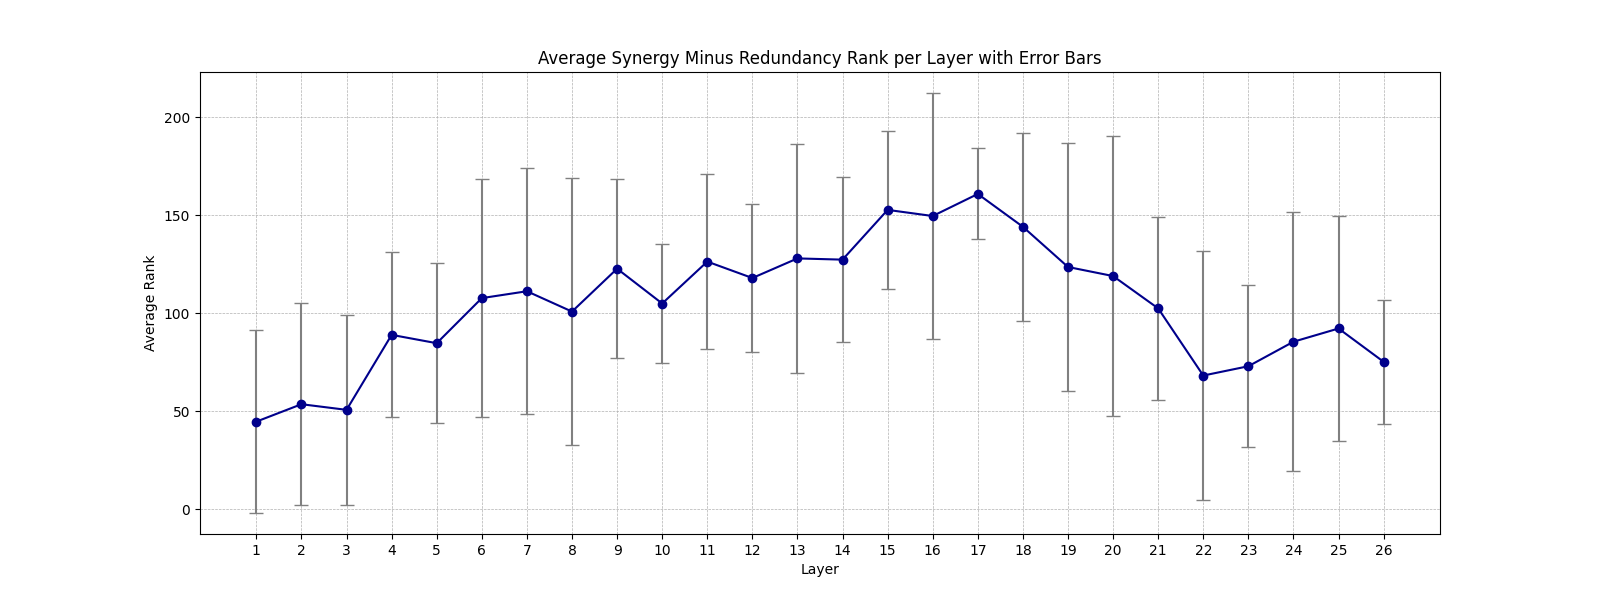 Average Synergy Minus Redundancy Rank per Layer with Error Bars
Average Rank
200
150
100
50
0
1 2 3 4 5 6 7 8 9 10 11 12 13 14 15 16 17 18 19 20 21 22 23 24 25 26
Layer